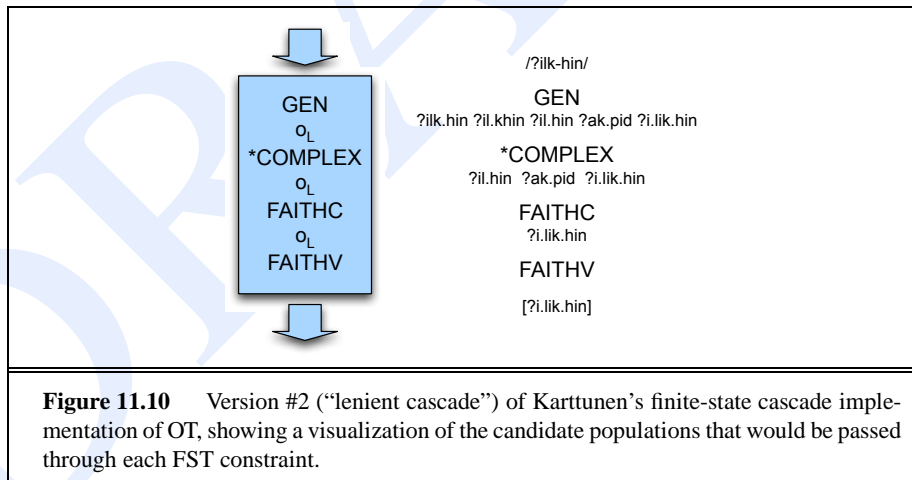 GEN
oL
*COMPLEX
oL
FAITHC
oL
FAITHV
/?ilk-hin/
GEN
?ilk.hin ?il.khin ?il.hin ?ak.pid ?i.lik.hin
*COMPLEX
?il.hin ?ak.pid ?i.lik.hin
FAITHC
?i.lik.hin
FAITHV
[?i.lik.hin]
Figure 11.10 Version #2 (“lenient cascade”) of Karttunen’s finite-state cascade imple-
mentation of OT, showing a visualization of the candidate populations that would be passed
through each FST constraint.